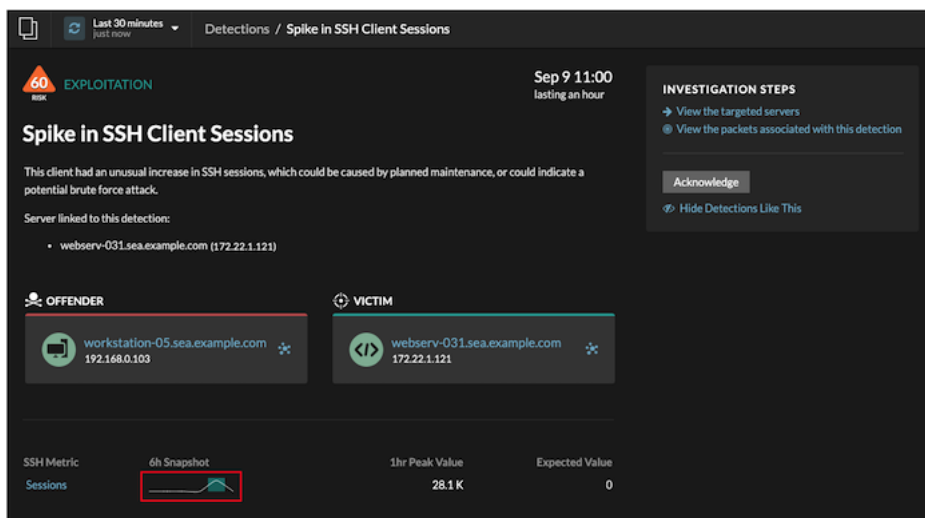 Last 30 minutes
just now
Detections / Spike in SSH Client Sessions
60
RISK
EXPLOITATION
Sep 9 11:00
lasting an hour
Spike in SSH Client Sessions
This client had an unusual increase in SSH sessions, which could be caused by planned maintenance, or could indicate a
potential brute force attack.
Server linked to this detection:
• webserv-031.sea.example.com (172.22.1.121)
OFFENDER
workstation-05.sea.example.com
192.168.0.103
VICTIM
webserv-031.sea.example.com
172.22.1.121
SSH Metric 6h Snapshot 1hr Peak Value Expected Value
Sessions 28.1 K 0
INVESTIGATION STEPS
View the targeted servers
View the packets associated with this detection
Acknowledge
Hide Detections Like This